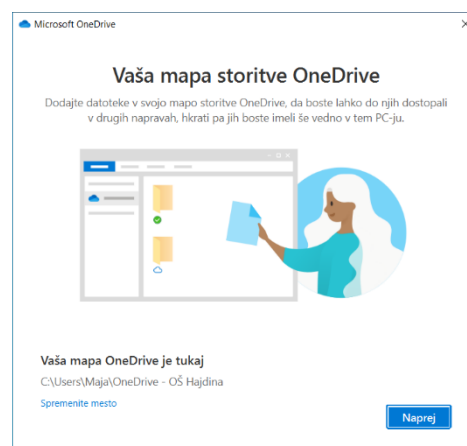 Microsoft OneDrive
Vaša mapa storitve OneDrive
Dodajte datoteke v svojo mapo storitve OneDrive, da boste lahko do njih dostopali
v drugih napravah, hkrati pa jih boste imeli še vedno v tem PC-ju.
Vaša mapa OneDrive je tukaj
C:\Users\Maja\OneDrive - OŠ Hajdina
Spremenite mesto
Naprej